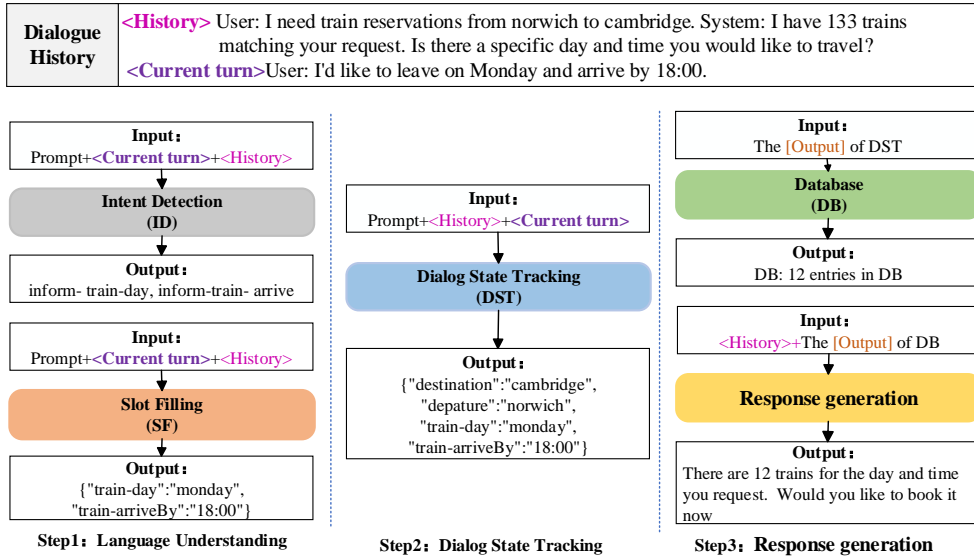 Dialogue
History
<History> User: I need train reservations from norwich to cambridge. System: I have 133 trains
matching your request. Is there a specific day and time you would like to travel?
<Current turn>User: I'd like to leave on Monday and arrive by 18:00.
Input：
Prompt+<Current turn>+<History>
Intent Detection
(ID)
Output：
inform- train-day, inform-train- arrive
Input：
Prompt+<Current turn>+<History>
Slot Filling
(SF)
Output：
{"train-day":"monday",
"train-arriveBy":"18:00"}
Step1：Language Understanding
Input：
Prompt+<History>+<Current turn>
Dialog State Tracking
(DST)
Output：
{"destination":"cambridge",
"depature":"norwich",
"train-day":"monday",
"train-arriveBy":"18:00"}
Step2：Dialog State Tracking
Input：
The [Output] of DST
Database
(DB)
Output：
DB: 12 entries in DB
Input：
<History>+The [Output] of DB
Response generation
Output：
There are 12 trains for the day and time
you request. Would you like to book it
now
Step3：Response generation